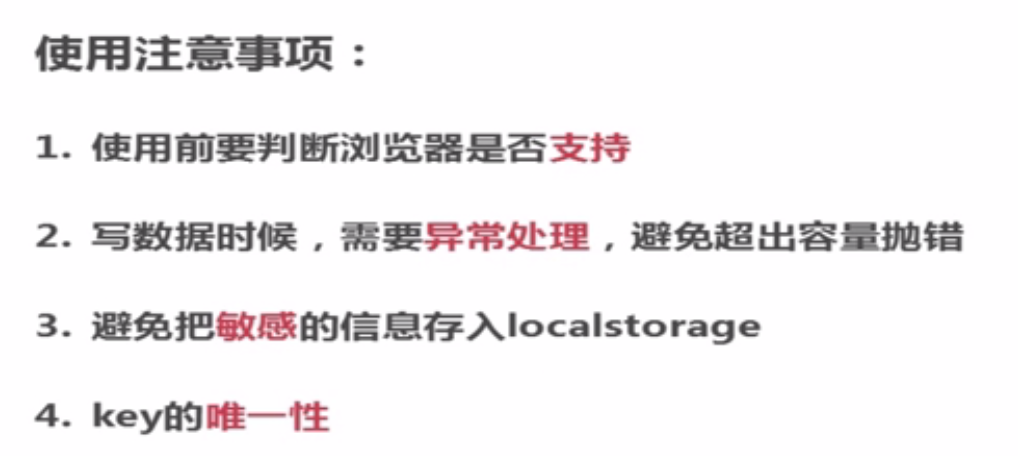 使用注意事项：
1. 使用前要判断浏览器是否支持
2. 写数据时候，需要异常处理，避免超出容量抛错
3. 避免把敏感的信息存入localstorage
4. key的唯一性